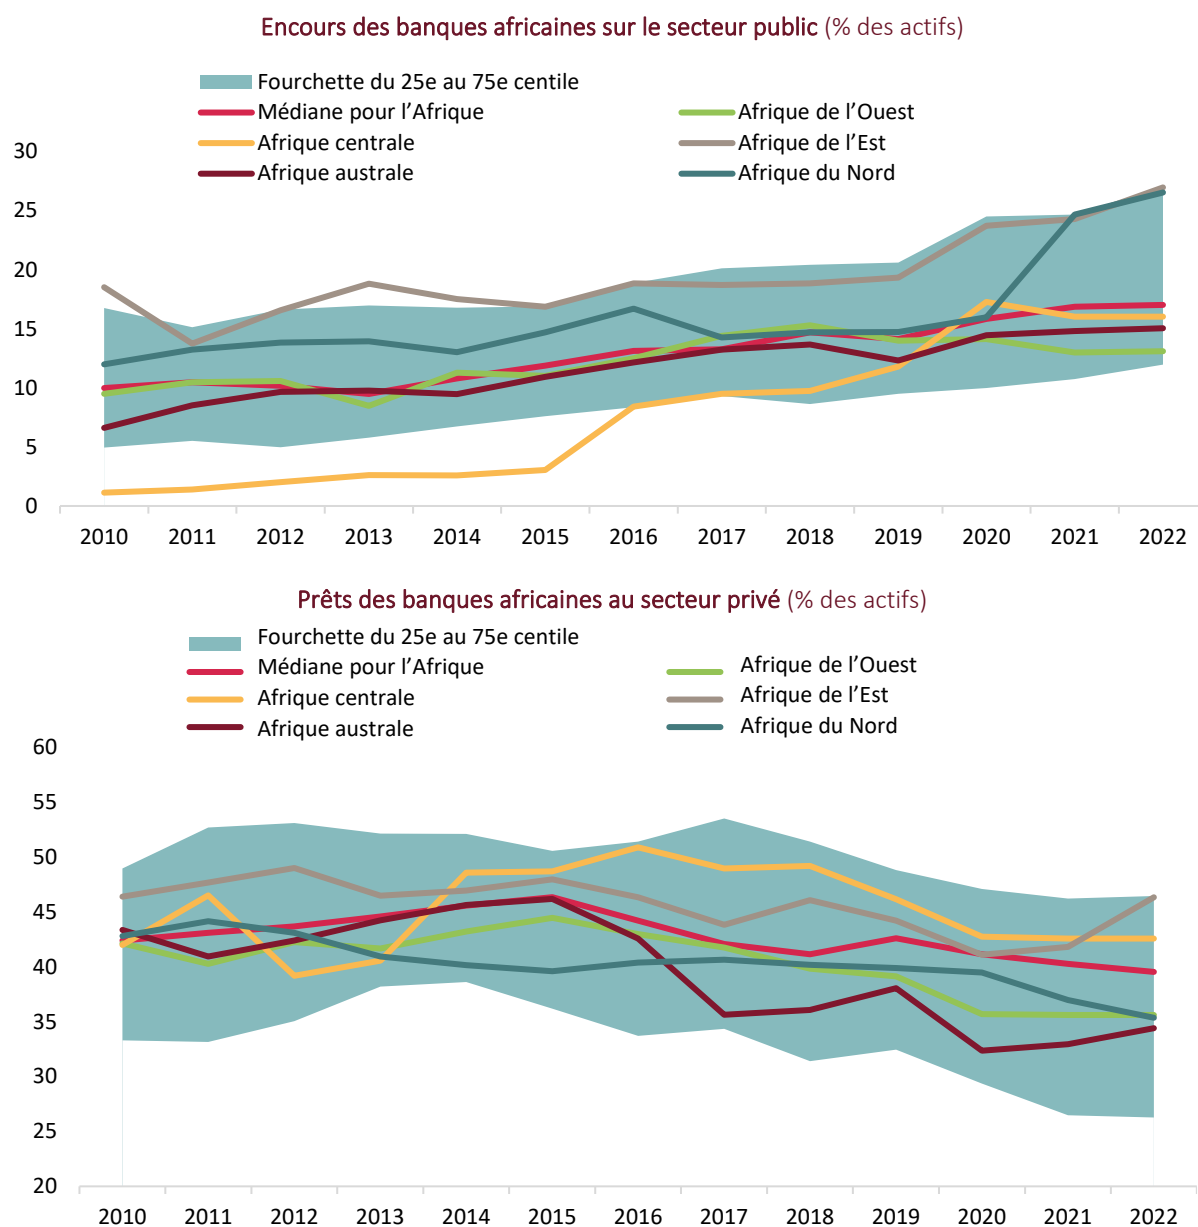 Encours des banques africaines sur le secteur public (% des actifs)
Fourchette du 25e au 75e centile
Médiane pour l’Afrique
Afrique de l’Ouest
Afrique centrale
Afrique de l’Est
Afrique australe
Afrique du Nord
30
25
20
15
10
5
0
2010 2011 2012 2013 2014 2015 2016 2017 2018 2019 2020 2021 2022
Prêts des banques africaines au secteur privé (% des actifs)
Fourchette du 25e au 75e centile
Médiane pour l’Afrique
Afrique de l’Ouest
Afrique centrale
Afrique de l’Est
Afrique australe
Afrique du Nord
60
55
50
45
40
35
30
25
20
2010 2011 2012 2013 2014 2015 2016 2017 2018 2019 2020 2021 2022